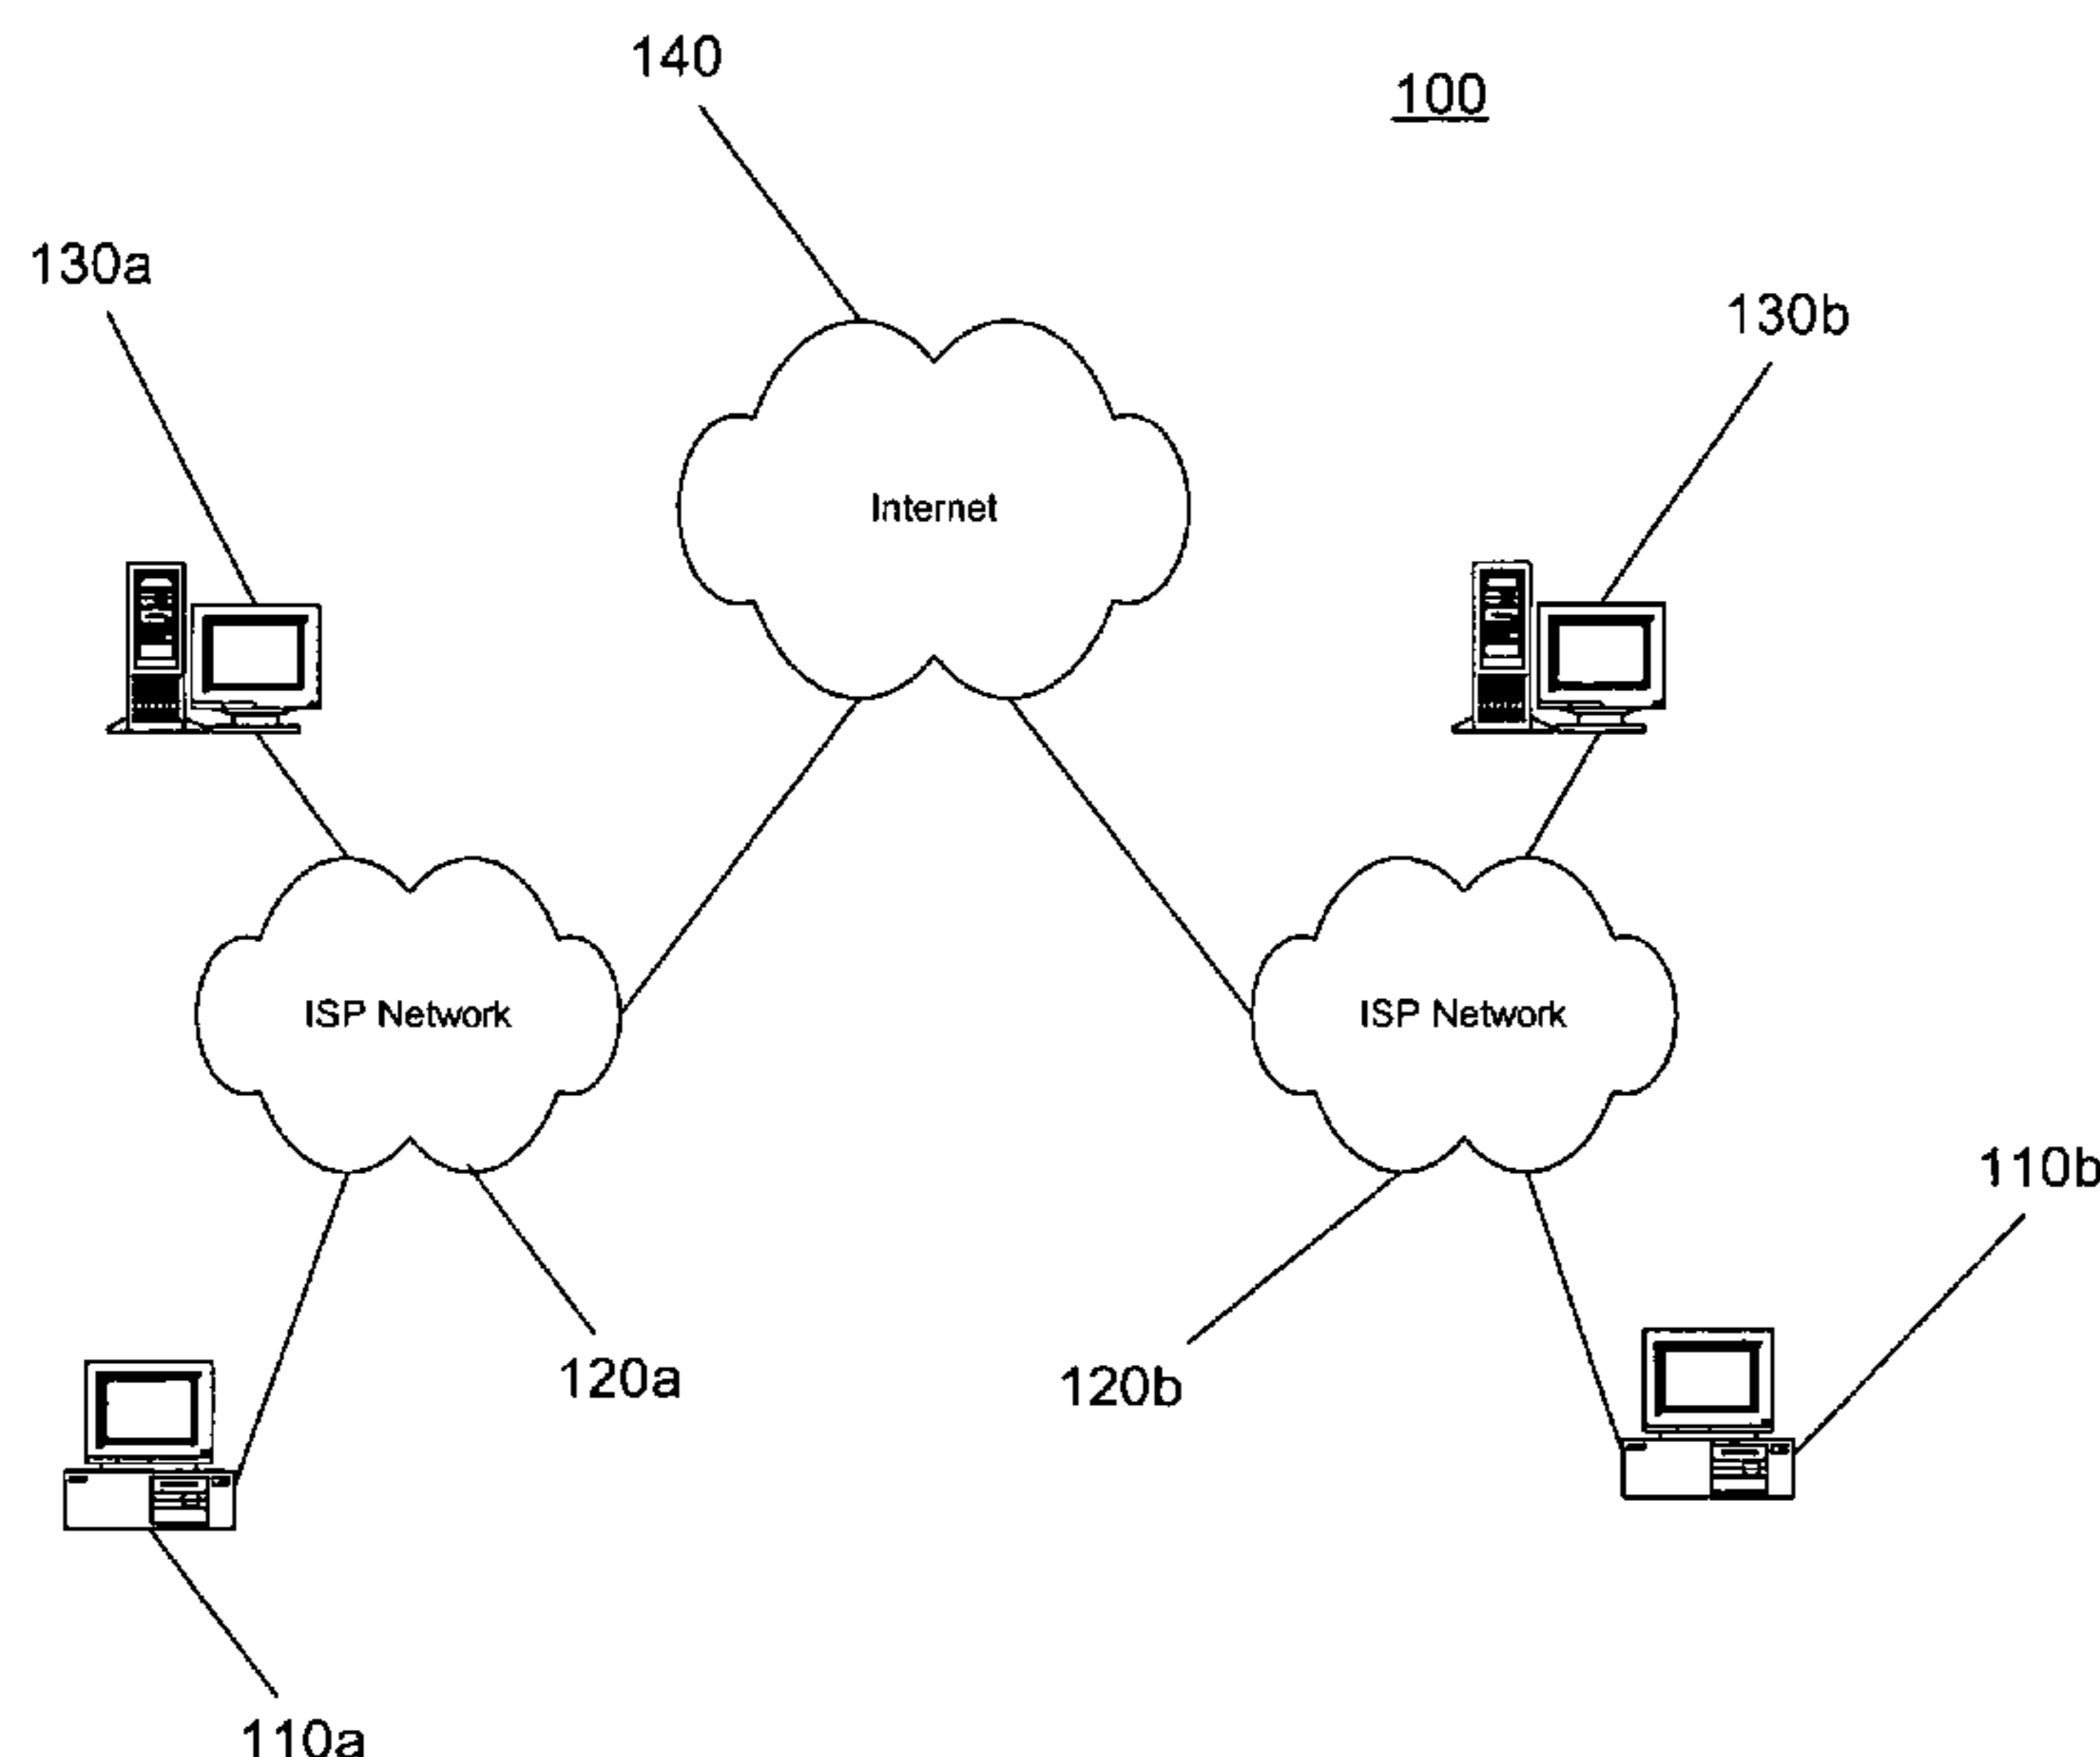 140
100
130a
130b
Internet
ISP Network
ISP Network
110b
120a
120b
110a